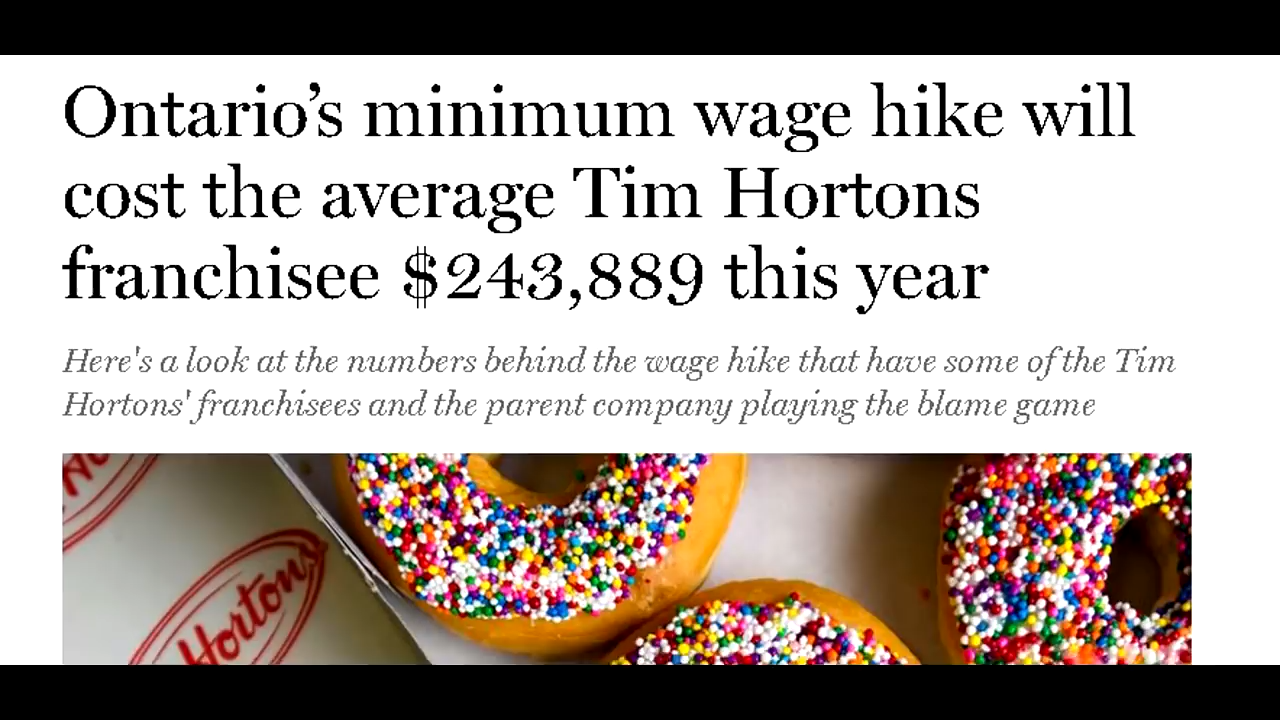 Ontario’s minimum wage hike will
cost the average Tim Hortons
franchisee $243,889 this year
Here's a look at the numbers behind the wage hike that have some of the Tim
Hortons' franchisees and the parent company playing the blame game
Hortons